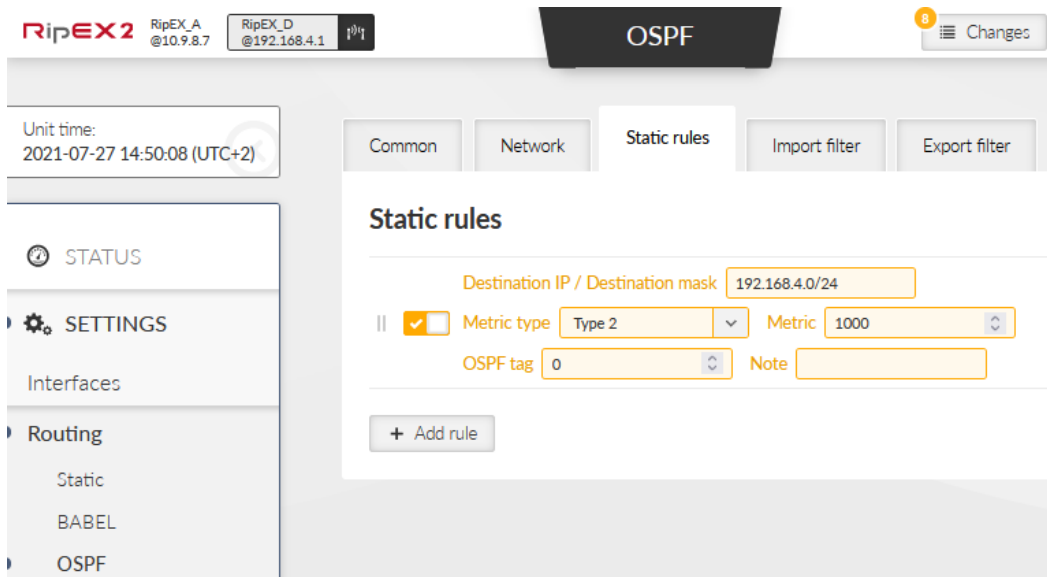 RipEX2 RipEX_A RipEX_D
@10.9.8.7 @192.168.4.1
OSPF
8
Changes
Unit time:
2021-07-27 14:50:08 (UTC+2)
Common Network Static rules Import filter Export filter
Static rules
STATUS
Destination IP / Destination mask 192.168.4.0/24
SETTINGS
Metric type Type 2 Metric 1000
OSPF tag 0 Note
Interfaces
Routing
+ Add rule
Static
BABEL
OSPF